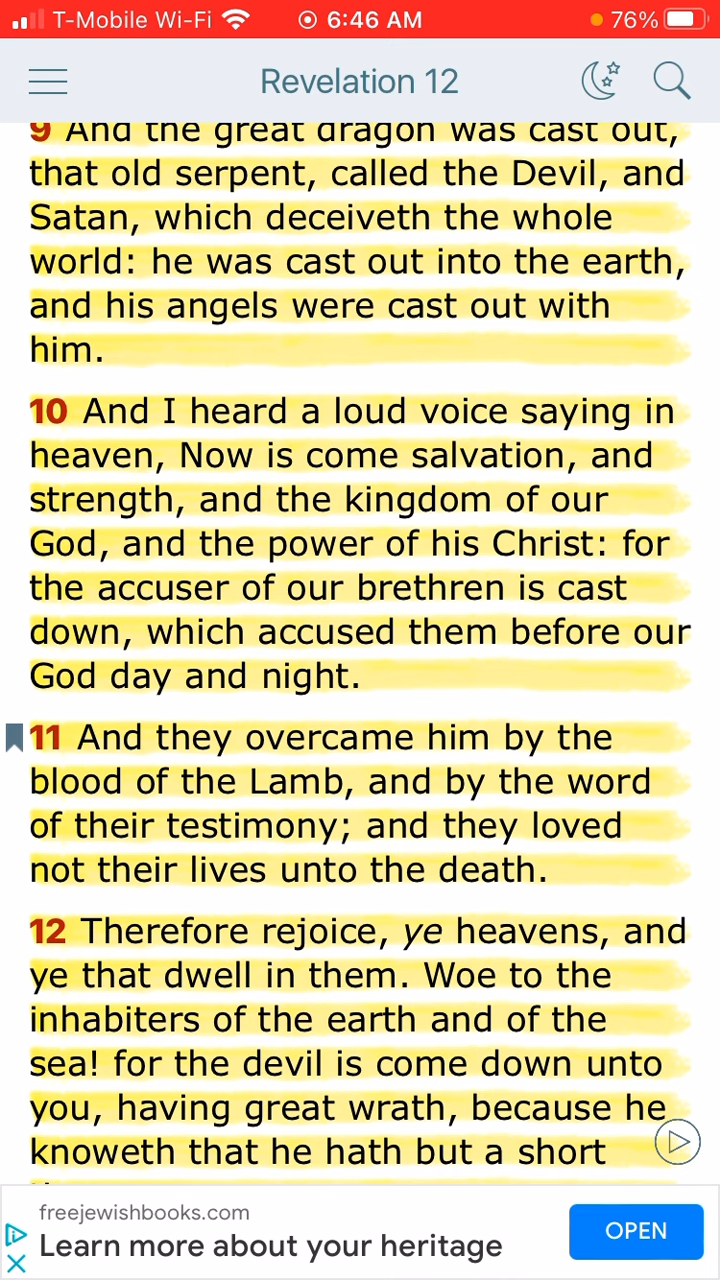 T-Mobile Wi-Fi 6:46 AM 76%
Revelation 12
9 And the great dragon was cast out,
that old serpent, called the Devil, and
Satan, which deceiveth the whole
world: he was cast out into the earth,
and his angels were cast out with
him.
10 And I heard a loud voice saying in
heaven, Now is come salvation, and
strength, and the kingdom of our
God, and the power of his Christ: for
the accuser of our brethren is cast
down, which accused them before our
God day and night.
11 And they overcame him by the
blood of the Lamb, and by the word
of their testimony; and they loved
not their lives unto the death.
12 Therefore rejoice, ye heavens, and
ye that dwell in them. Woe to the
inhabiters of the earth and of the
sea! for the devil is come down unto
you, having great wrath, because he
knoweth that he hath but a short
freejewishbooks.com
Learn more about your heritage
OPEN